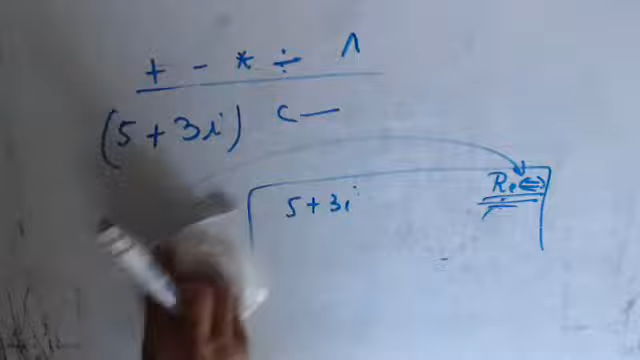 + - * ÷ ^
(5+3i) C—
5+3i